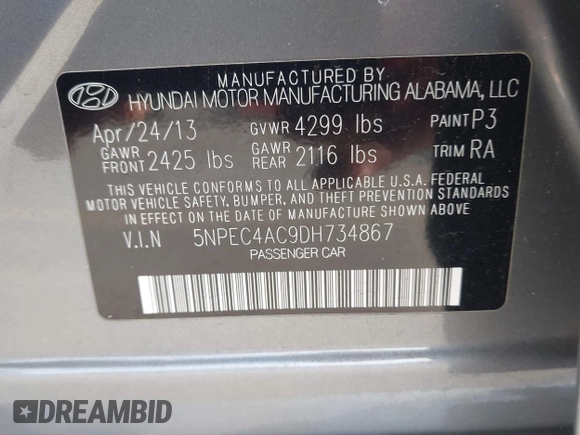 MANUFACTURED BY
HYUNDAI MOTOR MANUFACTURING ALABAMA, LLC
Apr/24/13 GVWR 4299 lbs PAINT P3
GAWR FRONT 2425 lbs GAWR REAR 2116 lbs TRIM RA
THIS VEHICLE CONFORMS TO ALL APPLICABLE U.S.A. FEDERAL
MOTOR VEHICLE SAFETY, BUMPER, AND THEFT PREVENTION STANDARDS
IN EFFECT ON THE DATE OF MANUFACTURE SHOWN ABOVE.
V.I.N 5NPEC4AC9DH734867
PASSENGER CAR
DREAMBID